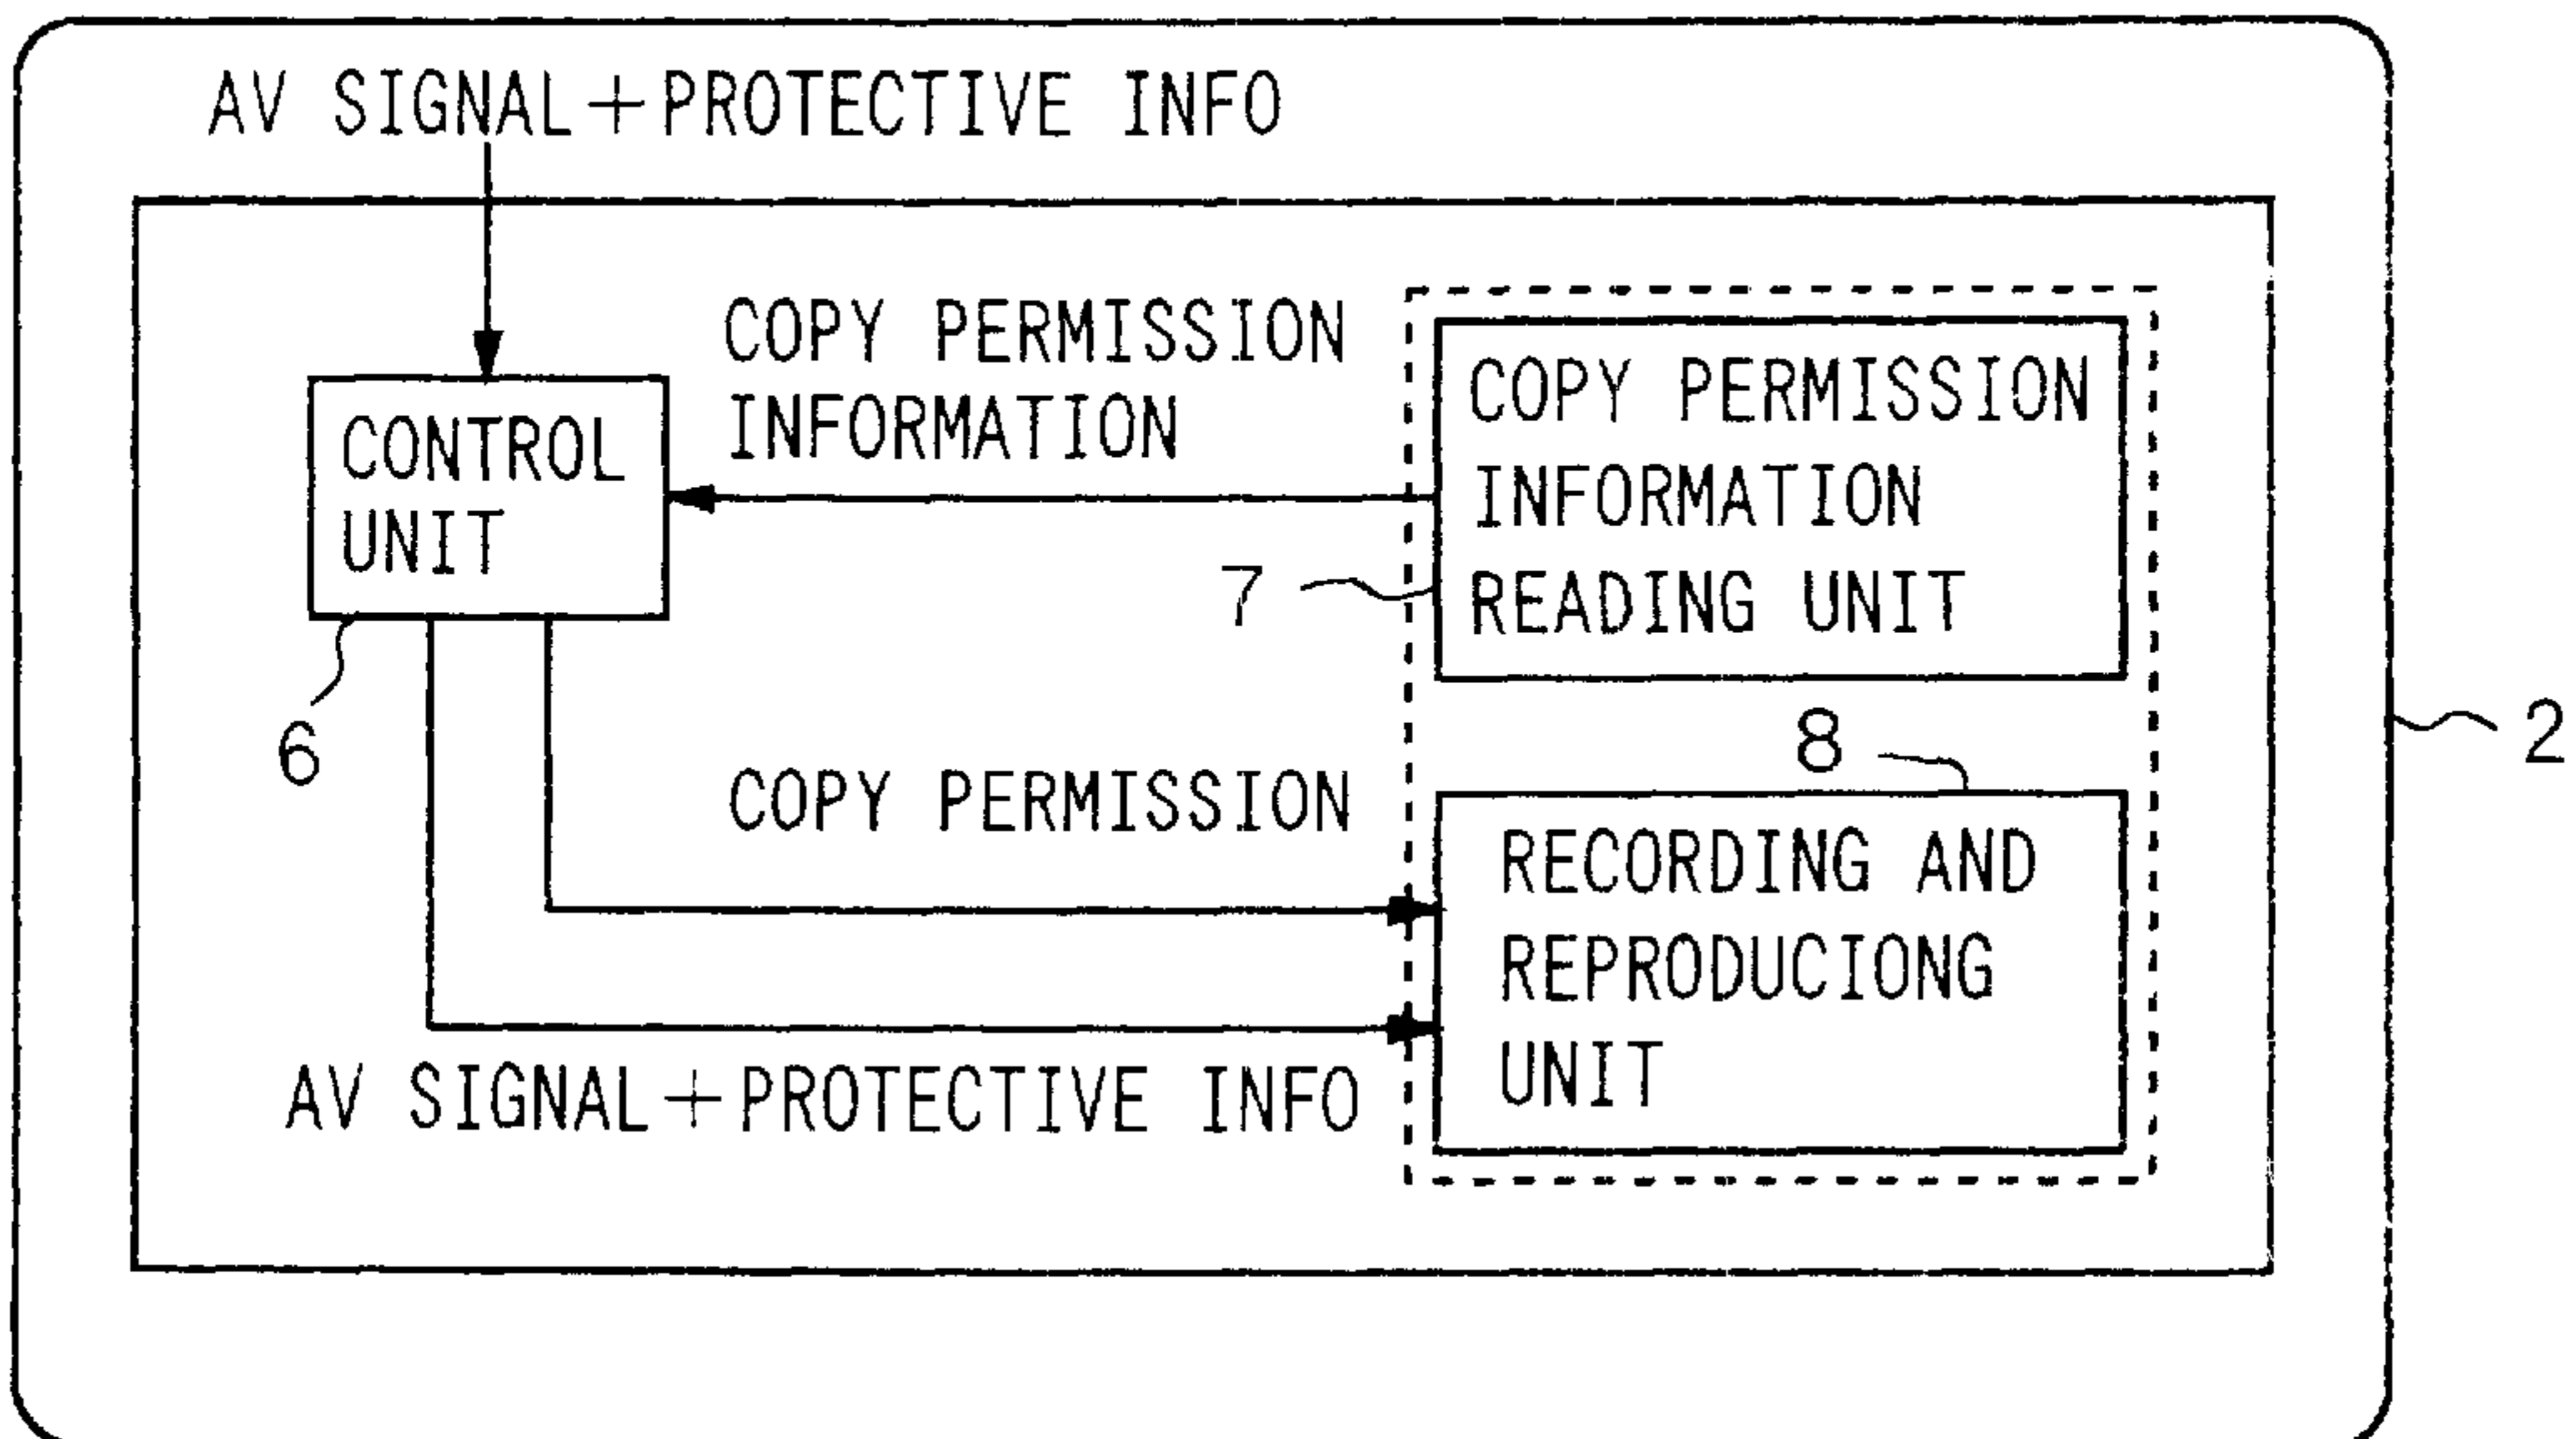 AV SIGNAL+PROTECTIVE INFO
COPY PERMISSION
INFORMATION
CONTROL
UNIT
COPY PERMISSION
INFORMATION
READING UNIT
7
6
2
8
COPY PERMISSION
RECORDING AND
REPRODUCIONG
UNIT
AV SIGNAL+PROTECTIVE INFO